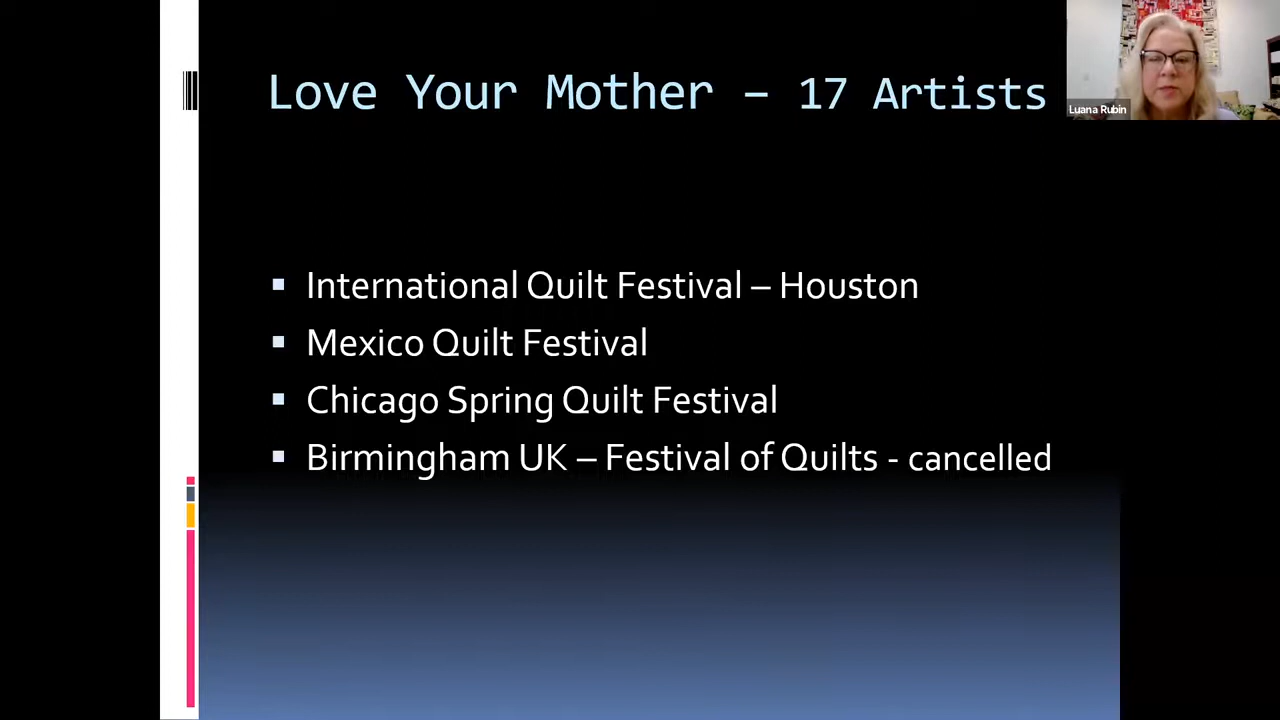 Love Your Mother – 17 Artists
Luana Rubin
International Quilt Festival – Houston
Mexico Quilt Festival
Chicago Spring Quilt Festival
Birmingham UK – Festival of Quilts - cancelled